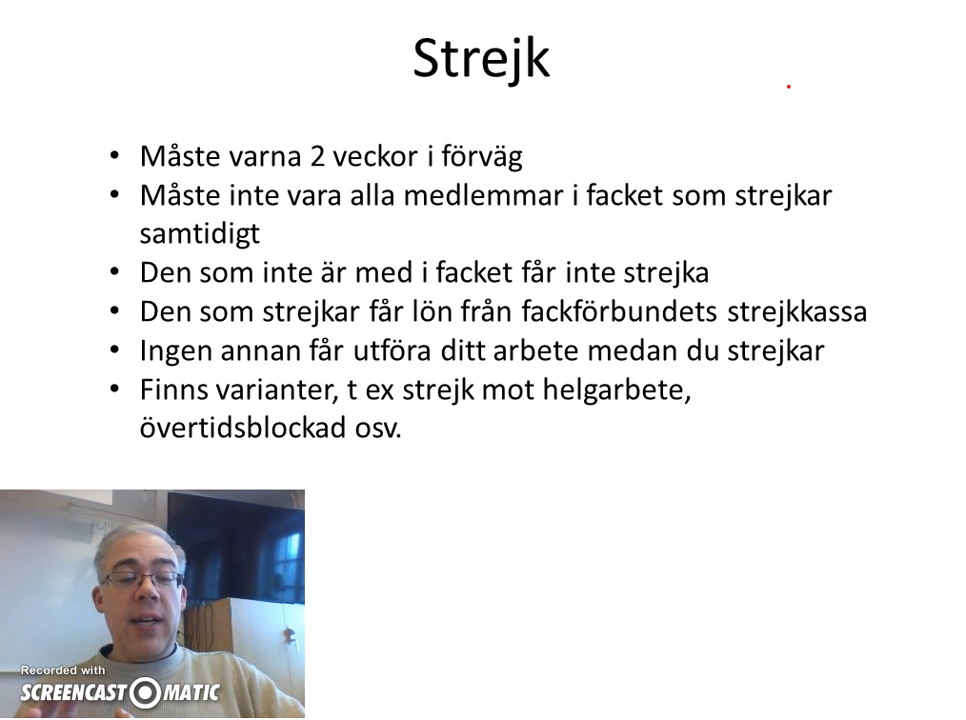 Strejk
• Måste varna 2 veckor i förväg
• Måste inte vara alla medlemmar i facket som strejkar
samtidigt
• Den som inte är med i facket får inte strejka
• Den som strejkar får lön från fackförbundets strejkkassa
• Ingen annan får utföra ditt arbete medan du strejkar
• Finns varianter, t ex strejk mot helgarbete,
övertidsblockad osv.
Recorded with
SCREENCAST-O-MATIC